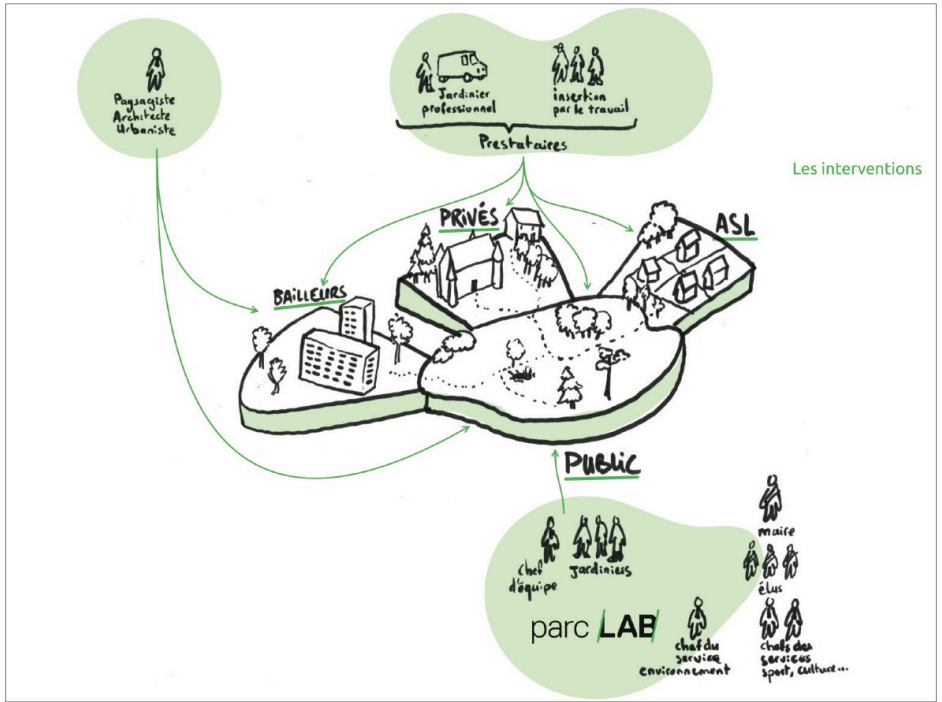 Paysagiste
Architecte
Urbaniste
Jardinier
professionnel
insertion
par le travail
Prestataires
Les interventions
PRIVÉS
ASL
BAILLEURS
PUBLIC
chef
d'équipe
Jardiniers
maire
élus
parc LAB
chef du
service
environnement
chefs des
services
sport, culture...